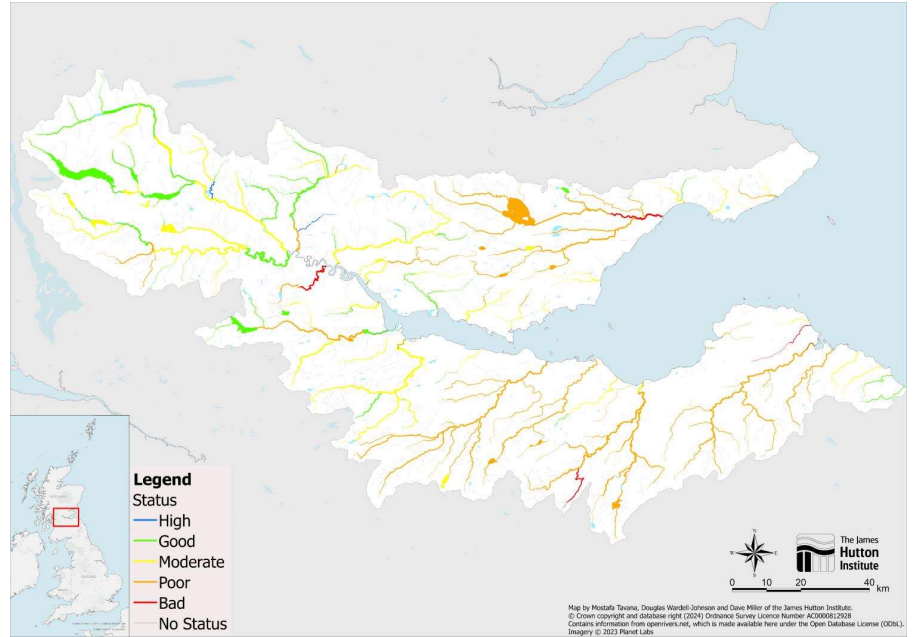 Legend
Status
High
Good
Moderate
Poor
Bad
No Status
N
E
S
W
The James
Hutton
Institute
0 10 20 40
km
Map by Mostafa Tavana, Douglas Wardell-Johnson and Dave Miller of the James Hutton Institute.
© Crown copyright and database right (2024) Ordnance Survey Licence Number AC0000812928
Contains information from openrivers.net, which is made available here under the Open Database License (ODbL).
Imagery © 2023 Planet Labs